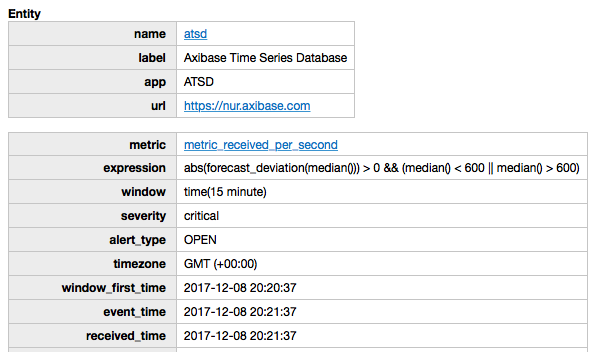 Entity
name atsd
label Axibase Time Series Database
app ATSD
url https://nur.axibase.com
metric metric_received_per_second
expression abs(forecast_deviation(median())) > 0 && (median() < 600 || median() > 600)
window time(15 minute)
severity critical
alert_type OPEN
timezone GMT (+00:00)
window_first_time 2017-12-08 20:20:37
event_time 2017-12-08 20:21:37
received_time 2017-12-08 20:21:37